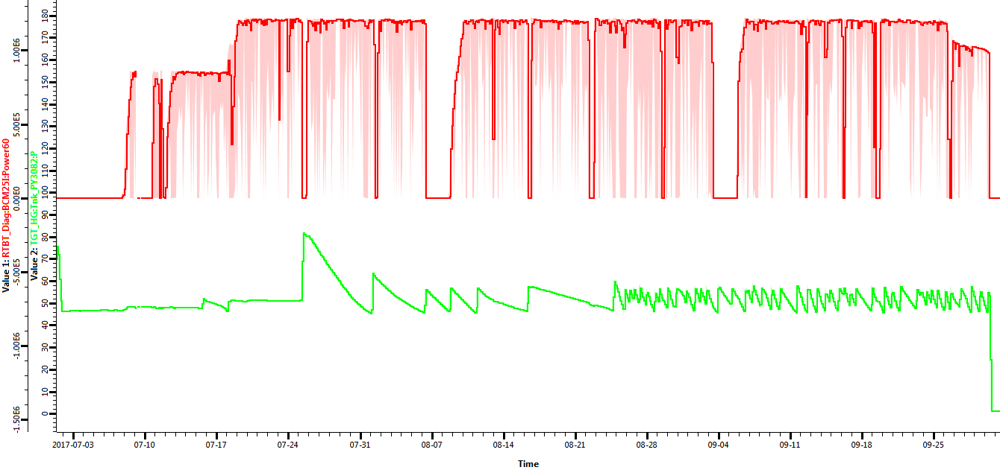 Value 1: RTBT_Diag:BCM25I:Power60
1.00E6
5.00E5
0.00E0
-5.00E5
-1.00E6
-1.50E6
Value 2: TGT_HG:Tnk_PY3082:P
180
170
160
150
140
130
120
110
100
90
80
70
60
50
40
30
20
10
0
2017-07-03 07-10 07-17 07-24 07-31 08-07 08-14 08-21 08-28 09-04 09-11 09-18 09-25
Time